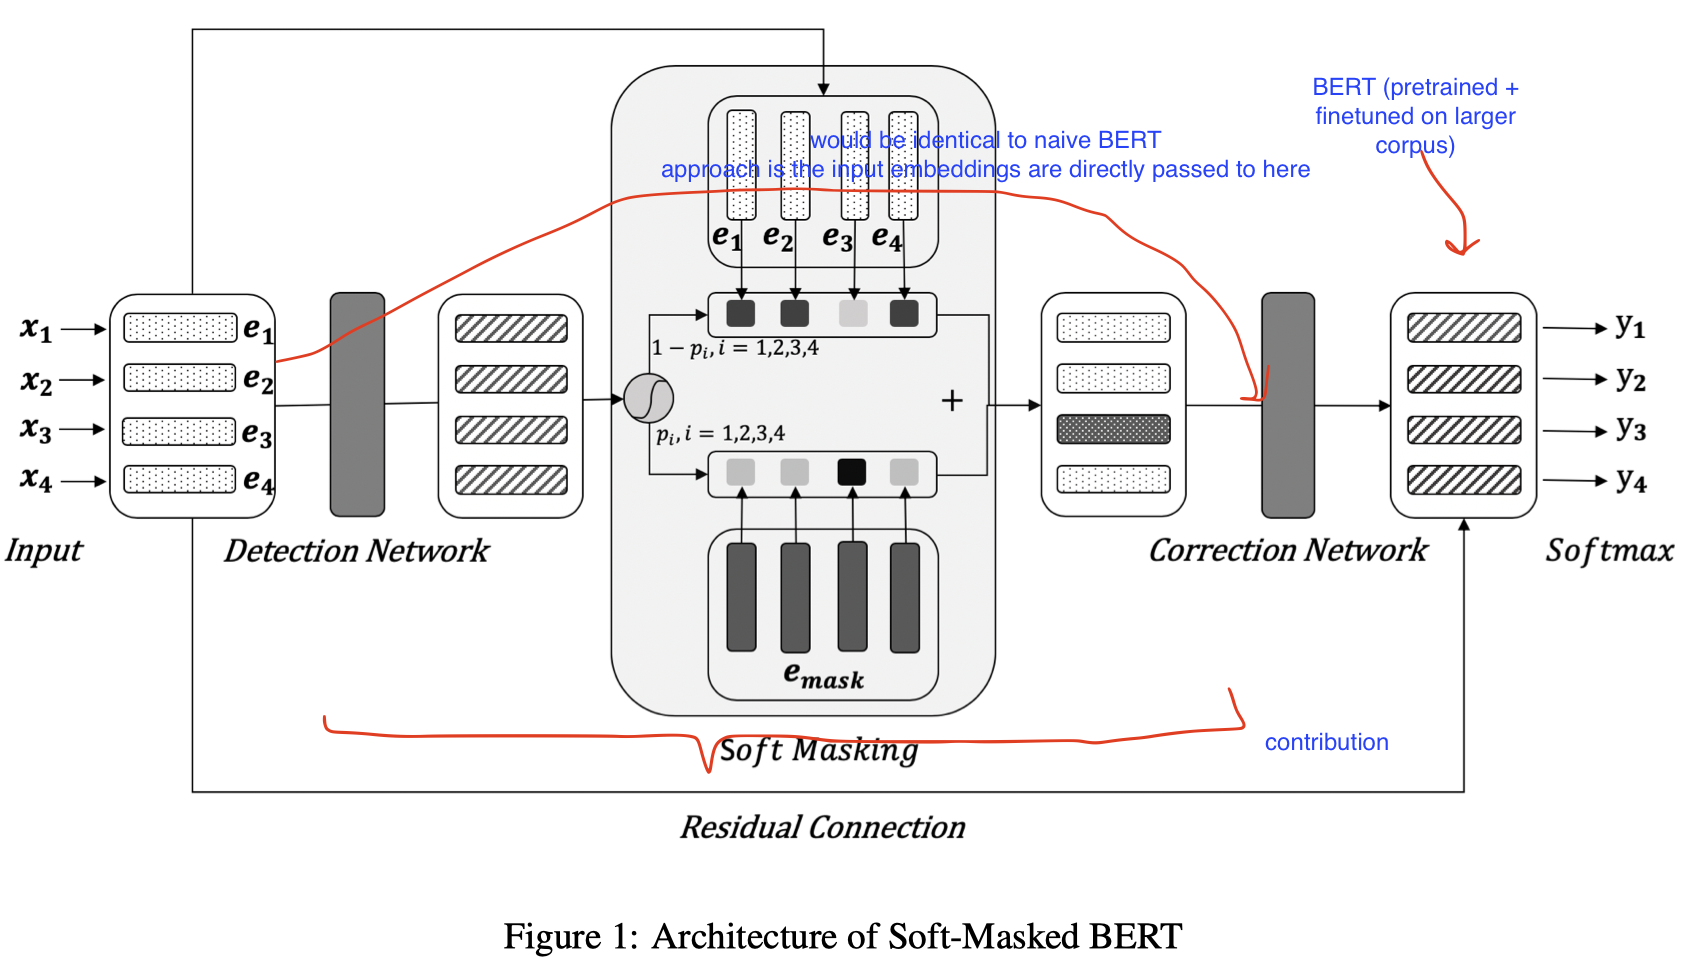 BERT (pretrained +
finetuned on larger
corpus)
would be identical to naive BERT
approach is the input embeddings are directly passed to here
e1 e2 e3 e4
x1 e1
x2 e2
x3 e3
x4 e4
1 − pi, i = 1,2,3,4
+
pi, i = 1,2,3,4
emask
y1
y2
y3
y4
Input
Detection Network
Correction Network
Softmax
Soft Masking
contribution
Residual Connection
Figure 1: Architecture of Soft-Masked BERT